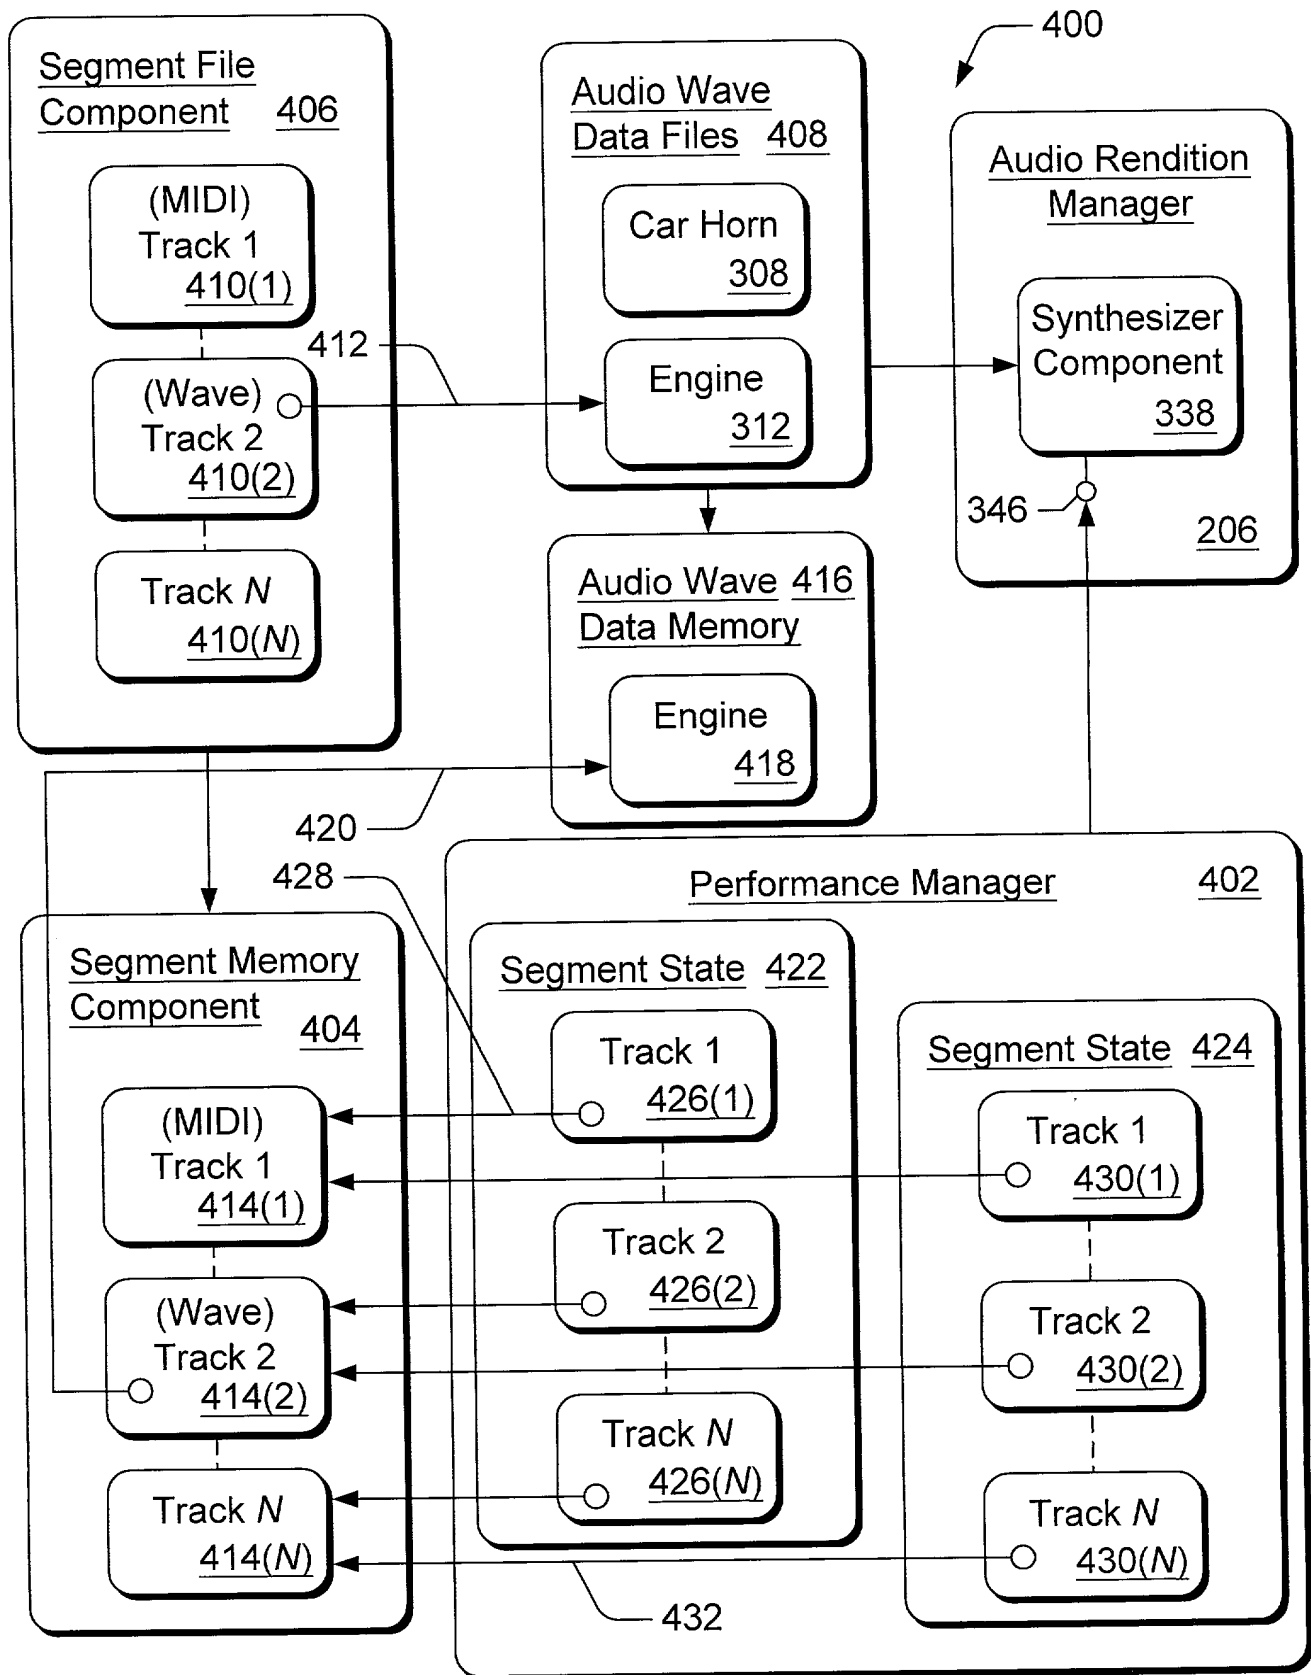 400
Segment File
Component 406
(MIDI)
Track 1
410(1)
(Wave)
Track 2
410(2)
Track N
410(N)
412
Audio Wave
Data Files 408
Car Horn
308
Engine
312
Audio Rendition
Manager
Synthesizer
Component
338
346
206
Audio Wave 416
Data Memory
Engine
418
420
428
Segment Memory
Component
404
(MIDI)
Track 1
414(1)
(Wave)
Track 2
414(2)
Track N
414(N)
Performance Manager 402
Segment State 422
Track 1
426(1)
Track 2
426(2)
Track N
426(N)
Segment State 424
Track 1
430(1)
Track 2
430(2)
Track N
430(N)
432